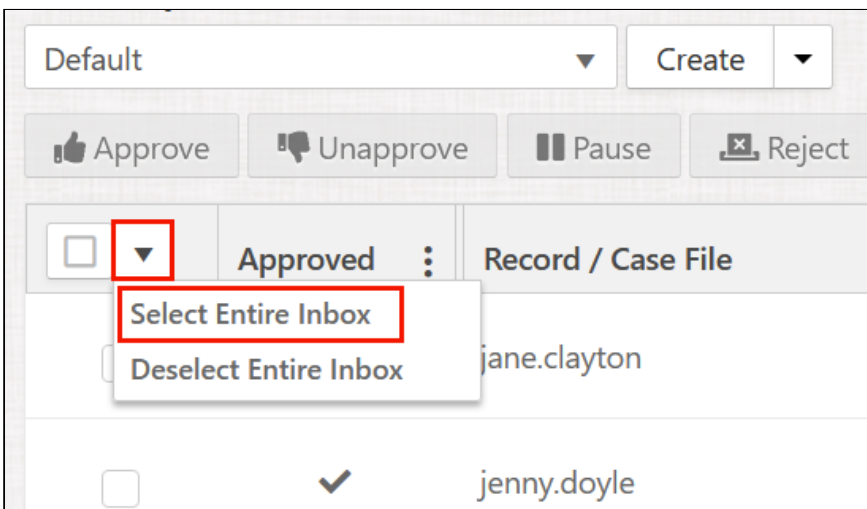 Default
Create
Approve
Unapprove
Pause
Reject
Approved
Record / Case File
Select Entire Inbox
Deselect Entire Inbox
jane.clayton
jenny.doyle